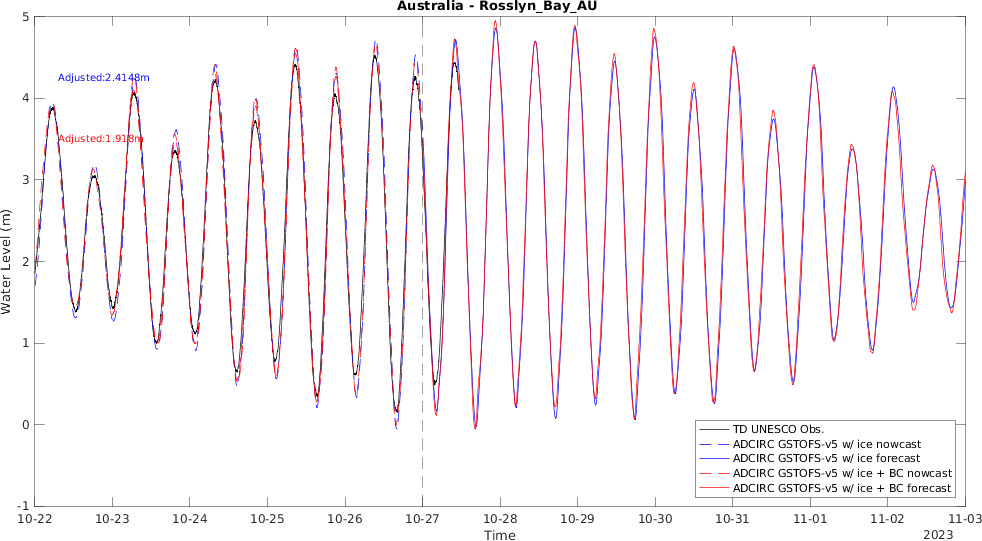 Australia - Rosslyn_Bay_AU
5
4
3
2
1
0
-1
Water Level (m)
Adjusted:2.4148m
Adjusted:1.918m
TD UNESCO Obs.
ADCIRC GSTOFS-v5 w/ ice nowcast
ADCIRC GSTOFS-v5 w/ ice forecast
ADCIRC GSTOFS-v5 w/ ice + BC nowcast
ADCIRC GSTOFS-v5 w/ ice + BC forecast
10-22 10-23 10-24 10-25 10-26 10-27 10-28 10-29 10-30 10-31 11-01 11-02 11-03
Time
2023